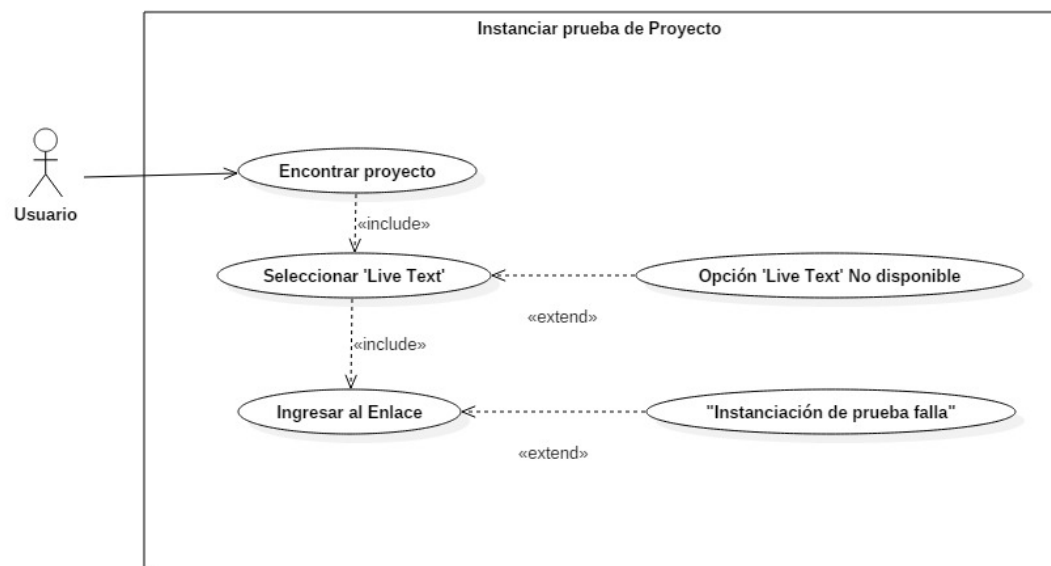 Instanciar prueba de Proyecto
Encontrar proyecto
Usuario
«include»
Seleccionar 'Live Text'
Opción 'Live Text' No disponible
«extend»
«include»
Ingresar al Enlace
"Instanciación de prueba falla"
«extend»